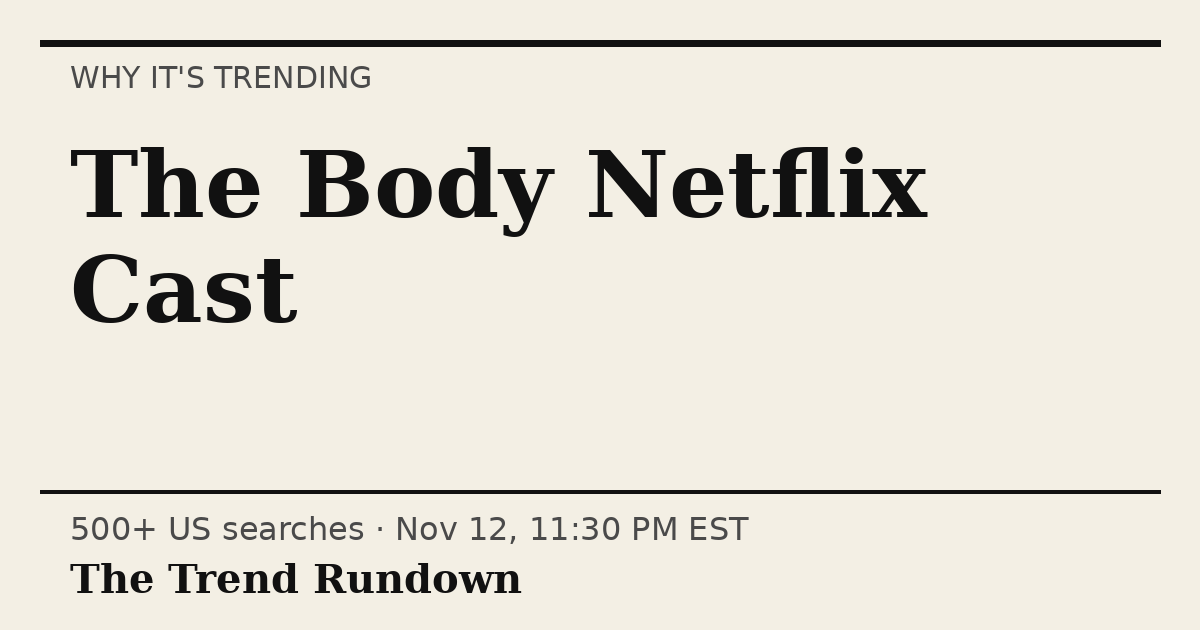 WHY IT'S TRENDING
The Body Netflix
Cast
500+ US searches · Nov 12, 11:30 PM EST
The Trend Rundown